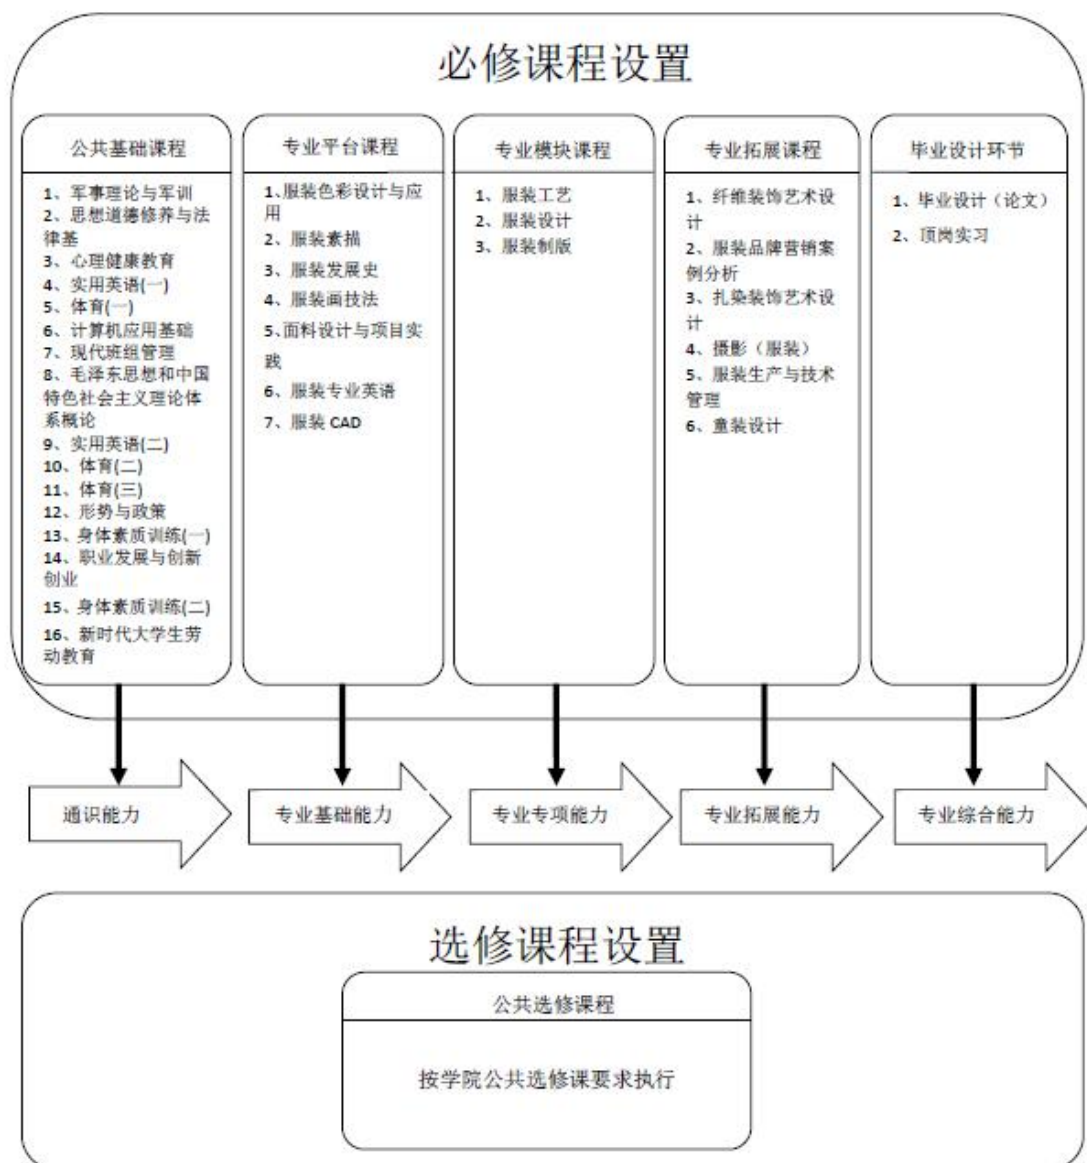 必修课程设置
公共基础课程
1、军事理论与军训
2、思想道德修养与法
律基
3、心理健康教育
4、实用英语(一)
5、体育(一)
6、计算机应用基础
7、现代班组管理
8、毛泽东思想和中国
特色社会主义理论体
系概论
9、实用英语(二)
10、体育(二)
11、体育(三)
12、形势与政策
13、身体素质训练(一)
14、职业发展与创新
创业
15、身体素质训练(二)
16、新时代大学生劳
动教育
专业平台课程
1、服装色彩设计与应
用
2、服装素描
3、服装发展史
4、服装画技法
5、面料设计与项目实
践
6、服装专业英语
7、服装 CAD
专业模块课程
1、服装工艺
2、服装设计
3、服装制版
专业拓展课程
1、纤维装饰艺术设
计
2、服装品牌营销案
例分析
3、扎染装饰艺术设
计
4、摄影（服装）
5、服装生产与技术
管理
6、童装设计
毕业设计环节
1、毕业设计（论文）
2、顶岗实习
通识能力
专业基础能力
专业专项能力
专业拓展能力
专业综合能力
选修课程设置
公共选修课程
按学院公共选修课要求执行